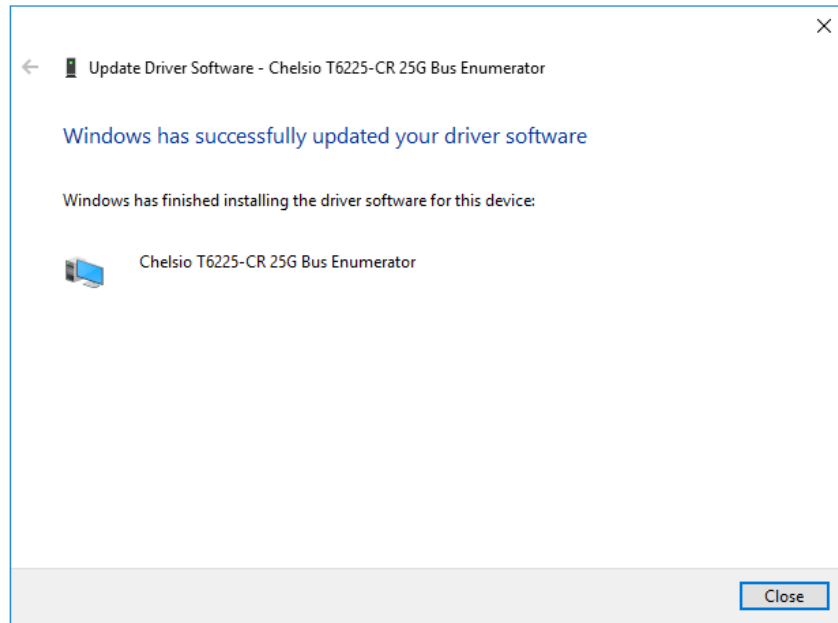 Update Driver Software - Chelsio T6225-CR 25G Bus Enumerator
Windows has successfully updated your driver software
Windows has finished installing the driver software for this device:
Chelsio T6225-CR 25G Bus Enumerator
Close